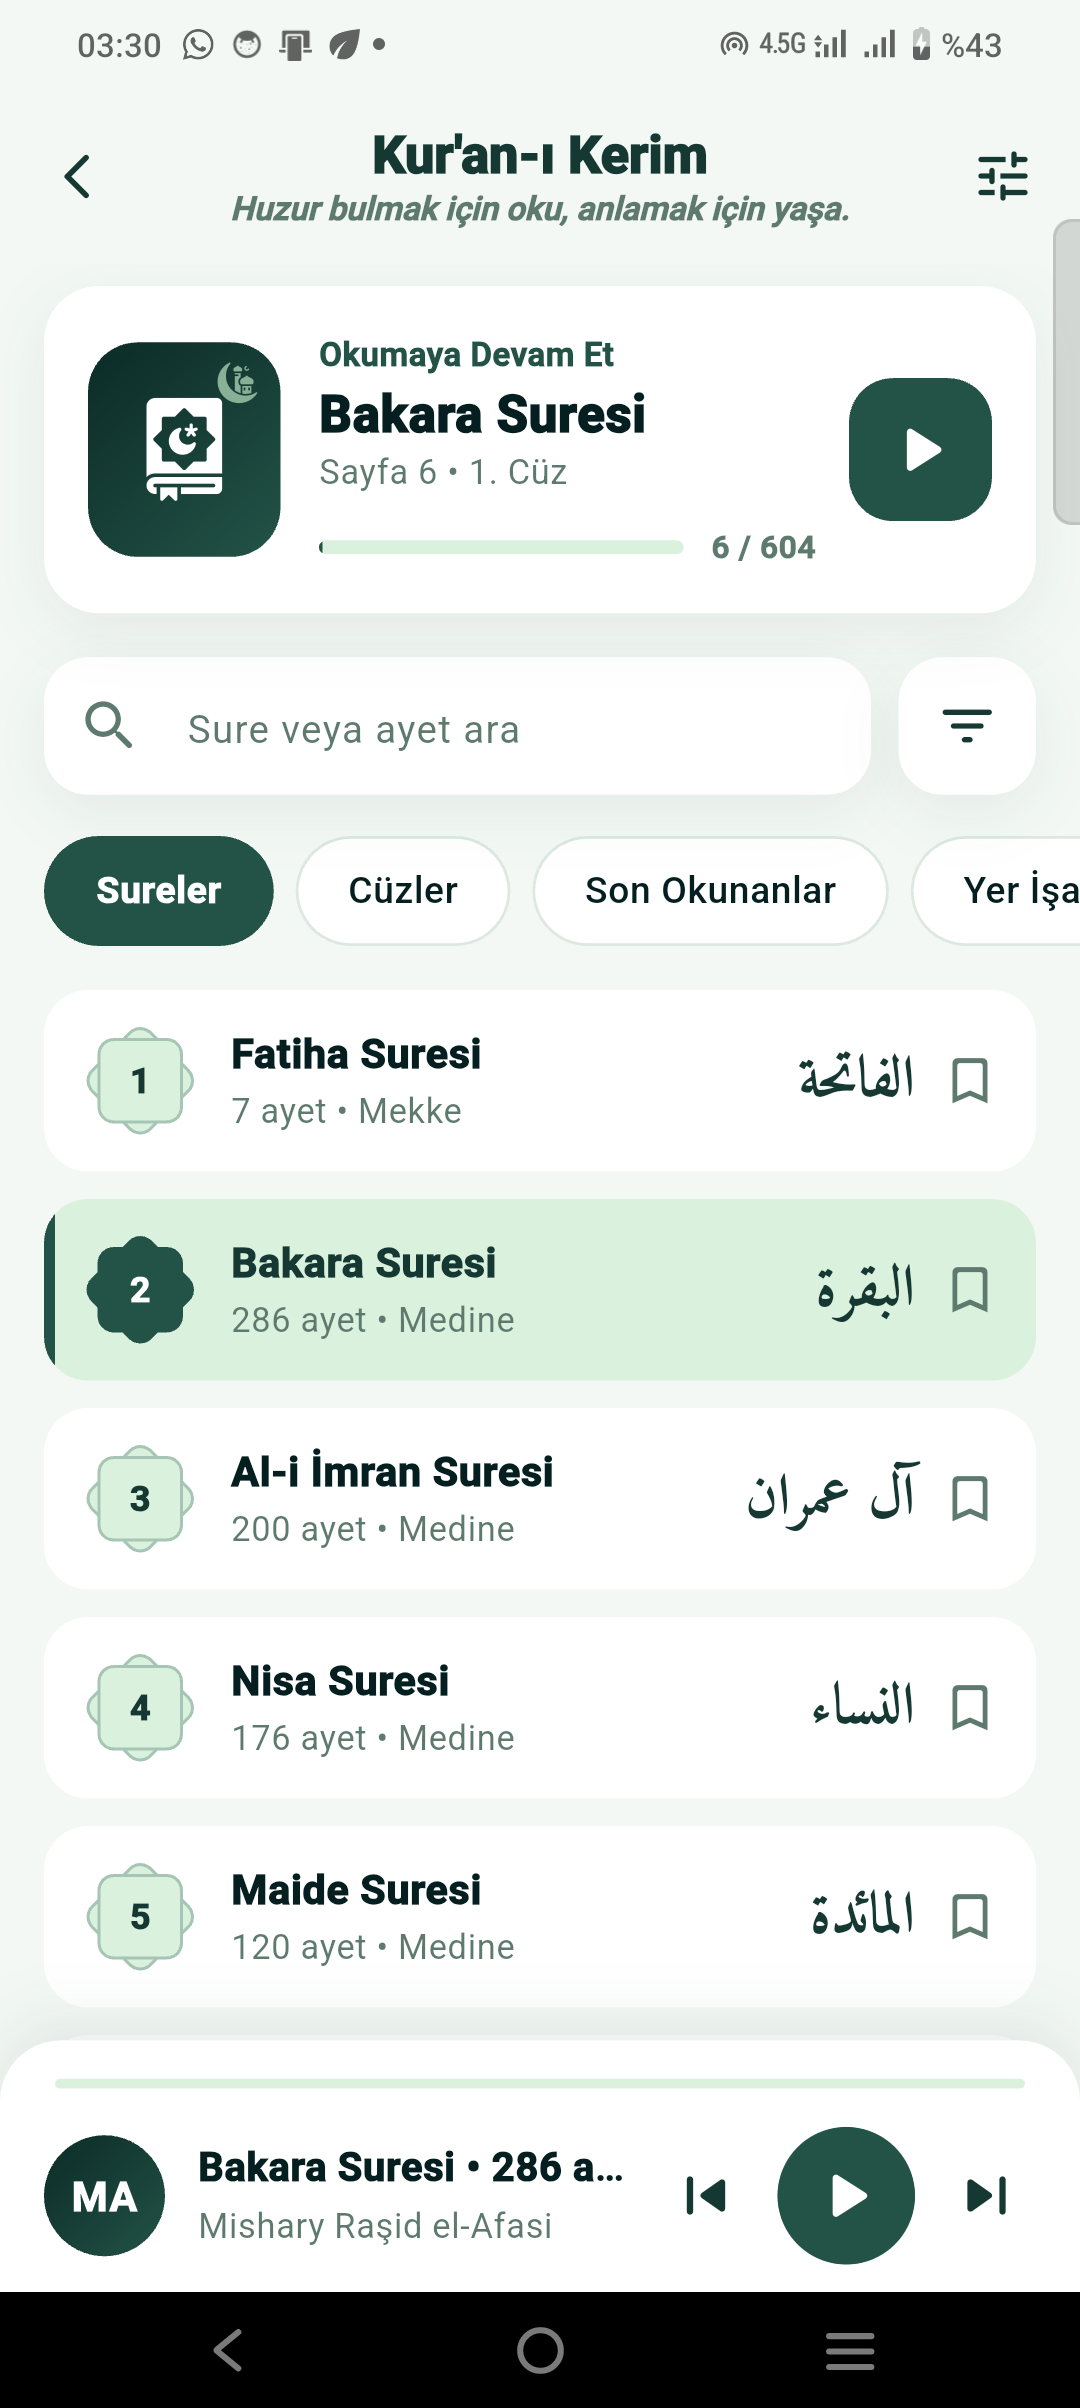 03:30 4.5G %43
Kur'an-ı Kerim
Huzur bulmak için oku, anlamak için yaşa.
Okumaya Devam Et
Bakara Suresi
Sayfa 6 • 1. Cüz
6 / 604
Sure veya ayet ara
Sureler Cüzler Son Okunanlar Yer İşa
1 Fatiha Suresi الفاتحة
7 ayet • Mekke
2 Bakara Suresi البقرة
286 ayet • Medine
3 Al-i İmran Suresi آل عمران
200 ayet • Medine
4 Nisa Suresi النساء
176 ayet • Medine
5 Maide Suresi المائدة
120 ayet • Medine
MA Bakara Suresi • 286 a...
Mishary Raşid el-Afasi